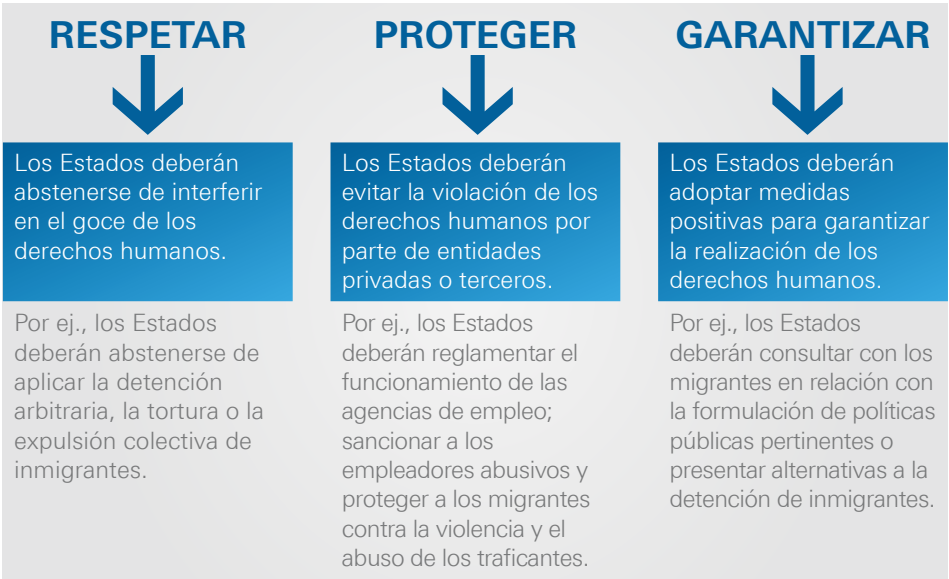 RESPETAR
Los Estados deberán
abstenerse de interferir
en el goce de los
derechos humanos.
Por ej., los Estados
deberán abstenerse de
aplicar la detención
arbitraria, la tortura o la
expulsión colectiva de
inmigrantes.
PROTEGER
Los Estados deberán
evitar la violación de los
derechos humanos por
parte de entidades
privadas o terceros.
Por ej., los Estados
deberán reglamentar el
funcionamiento de las
agencias de empleo;
sancionar a los
empleadores abusivos y
proteger a los migrantes
contra la violencia y el
abuso de los traficantes.
GARANTIZAR
Los Estados deberán
adoptar medidas
positivas para garantizar
la realización de los
derechos humanos.
Por ej., los Estados
deberán consultar con los
migrantes en relación con
la formulación de políticas
públicas pertinentes o
presentar alternativas a la
detención de inmigrantes.